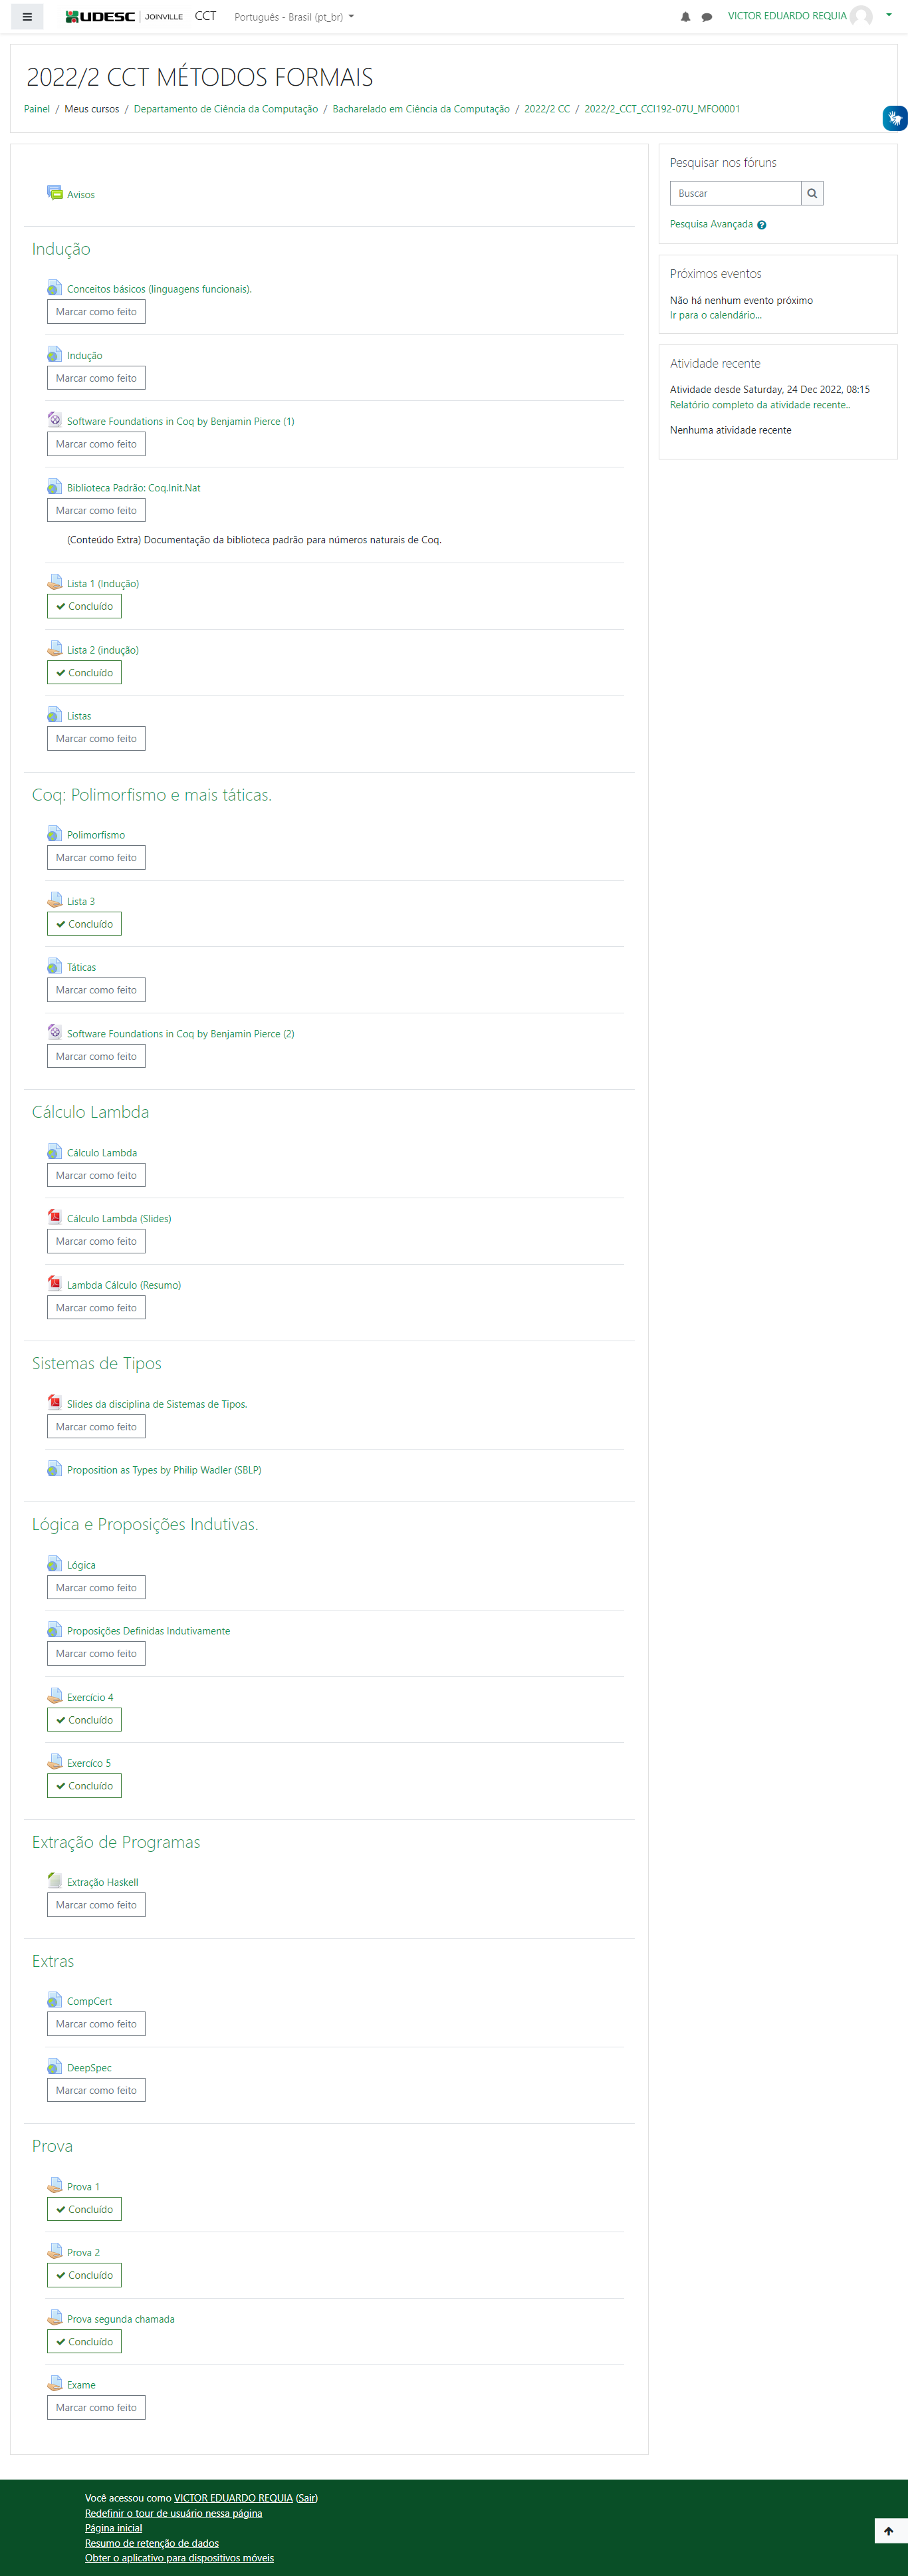 UDESC JOINVILLE CCT Português - Brasil (pt_br) VICTOR EDUARDO REQUIA
2022/2 CCT MÉTODOS FORMAIS
Painel / Meus cursos / Departamento de Ciência da Computação / Bacharelado em Ciência da Computação / 2022/2 CC / 2022/2_CCT_CCI192-07U_MFO0001
Avisos
Indução
Conceitos básicos (linguagens funcionais).
Marcar como feito
Indução
Marcar como feito
Software Foundations in Coq by Benjamin Pierce (1)
Marcar como feito
Biblioteca Padrão: Coq.Init.Nat
Marcar como feito
(Conteúdo Extra) Documentação da biblioteca padrão para números naturais de Coq.
Lista 1 (Indução)
Concluído
Lista 2 (indução)
Concluído
Listas
Marcar como feito
Coq: Polimorfismo e mais táticas.
Polimorfismo
Marcar como feito
Lista 3
Concluído
Táticas
Marcar como feito
Software Foundations in Coq by Benjamin Pierce (2)
Marcar como feito
Cálculo Lambda
Cálculo Lambda
Marcar como feito
Cálculo Lambda (Slides)
Marcar como feito
Lambda Cálculo (Resumo)
Marcar como feito
Sistemas de Tipos
Slides da disciplina de Sistemas de Tipos.
Marcar como feito
Proposition as Types by Philip Wadler (SBLP)
Lógica e Proposições Indutivas.
Lógica
Marcar como feito
Proposições Definidas Indutivamente
Marcar como feito
Exercício 4
Concluído
Exercíco 5
Concluído
Extração de Programas
Extração Haskell
Marcar como feito
Extras
CompCert
Marcar como feito
DeepSpec
Marcar como feito
Prova
Prova 1
Concluído
Prova 2
Concluído
Prova segunda chamada
Concluído
Exame
Marcar como feito
Pesquisar nos fóruns
Buscar
Pesquisa Avançada
Próximos eventos
Não há nenhum evento próximo
Ir para o calendário...
Atividade recente
Atividade desde Saturday, 24 Dec 2022, 08:15
Relatório completo da atividade recente..
Nenhuma atividade recente
Você acessou como VICTOR EDUARDO REQUIA (Sair)
Redefinir o tour de usuário nessa página
Página inicial
Resumo de retenção de dados
Obter o aplicativo para dispositivos móveis